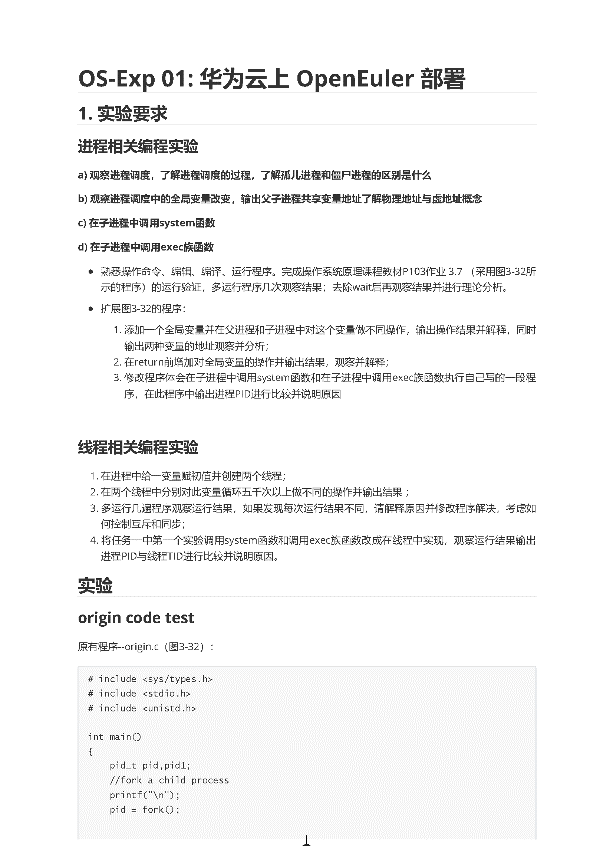 OS-Exp 01: 华为云上 OpenEuler 部署
1. 实验要求
进程相关编程实验
a) 观察进程调度，了解进程调度的过程，了解孤儿进程和僵尸进程的区别是什么
b) 观察进程调度中的全局变量改变，输出父子进程共享变量地址了解物理地址与虚地址概念
c) 在子进程中调用system函数
d) 在子进程中调用exec族函数
• 熟悉操作命令、编辑、编译、运行程序。完成操作系统原理课程教材P103作业 3.7 （采用图3-32所
示的程序）的运行验证，多运行程序几次观察结果；去除wait后再观察结果并进行理论分析。
• 扩展图3-32的程序：
1. 添加一个全局变量并在父进程和子进程中对这个变量做不同操作，输出操作结果并解释，同时
输出两种变量的地址观察并分析；
2. 在return前增加对全局变量的操作并输出结果，观察并解释；
3. 修改程序体会在子进程中调用system函数和在子进程中调用exec族函数执行自己写的一段程
序，在此程序中输出进程PID进行比较并说明原因
线程相关编程实验
1. 在进程中给一变量赋初值并创建两个线程；
2. 在两个线程中分别对此变量循环五千次以上做不同的操作并输出结果；
3. 多运行几遍程序观察运行结果，如果发现每次运行结果不同，请解释原因并修改程序解决，考虑如
何控制互斥和同步；
4. 将任务一中第一个实验调用system函数和调用exec族函数改成在线程中实现，观察运行结果输出
进程PID与线程TID进行比较并说明原因。
实验
origin code test
原有程序--origin.c（图3-32）：
# include <sys/types.h>
# include <stdio.h>
# include <unistd.h>
int main()
{
pid_t pid,pid1;
//fork a child process
printf("\n");
pid = fork();
1